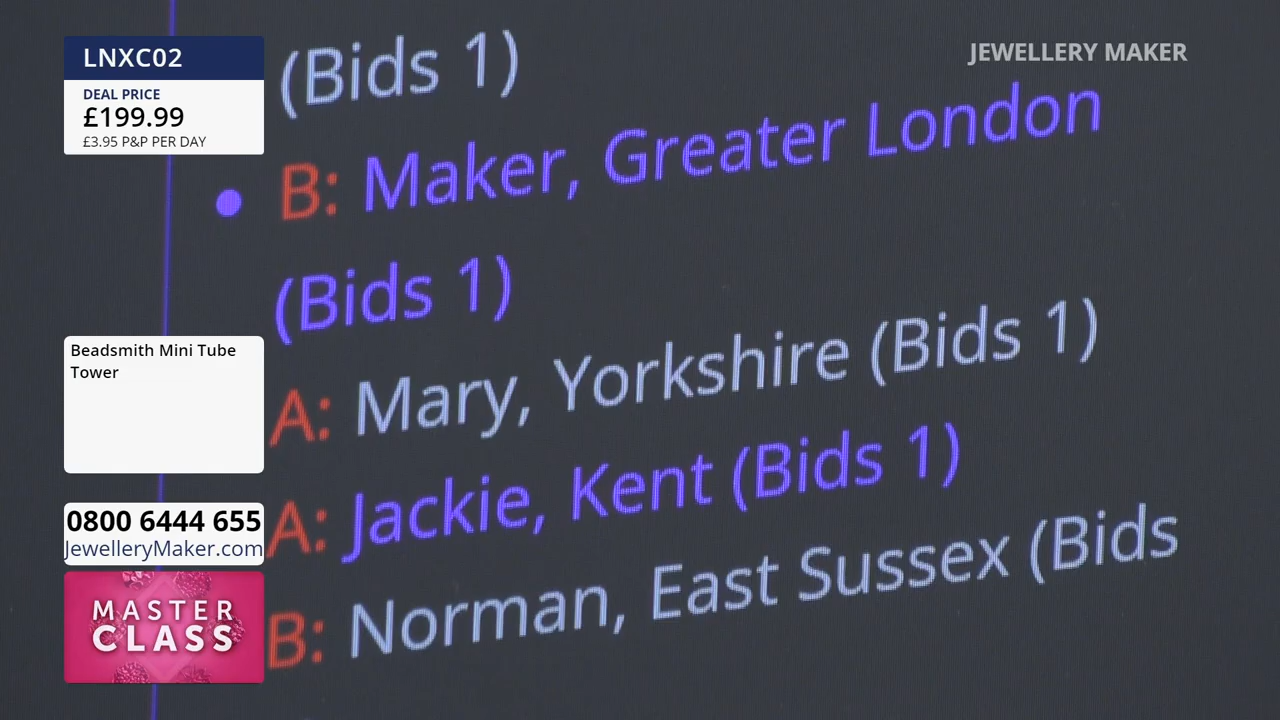 LNXC02
DEAL PRICE
£199.99
£3.95 P&P PER DAY
JEWELLERY MAKER
(Bids 1)
B: Maker, Greater London
(Bids 1)
A: Mary, Yorkshire (Bids 1)
A: Jackie, Kent (Bids 1)
B: Norman, East Sussex (Bids
Beadsmith Mini Tube
Tower
0800 6444 655
JewelleryMaker.com
MASTER
CLASS